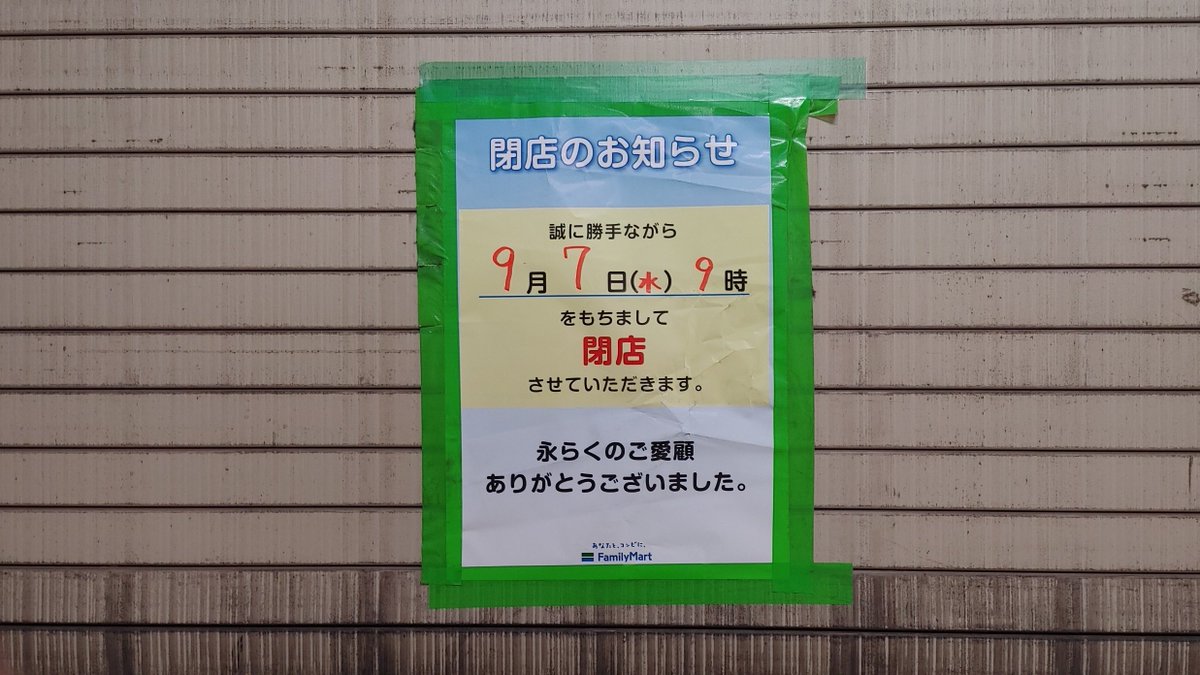 閉店のお知らせ
誠に勝手ながら
9月7日(水) 9時
をもちまして
閉店
させていただきます。
永らくのご愛顧
ありがとうございました。
あなたと、コンビに、
FamilyMart